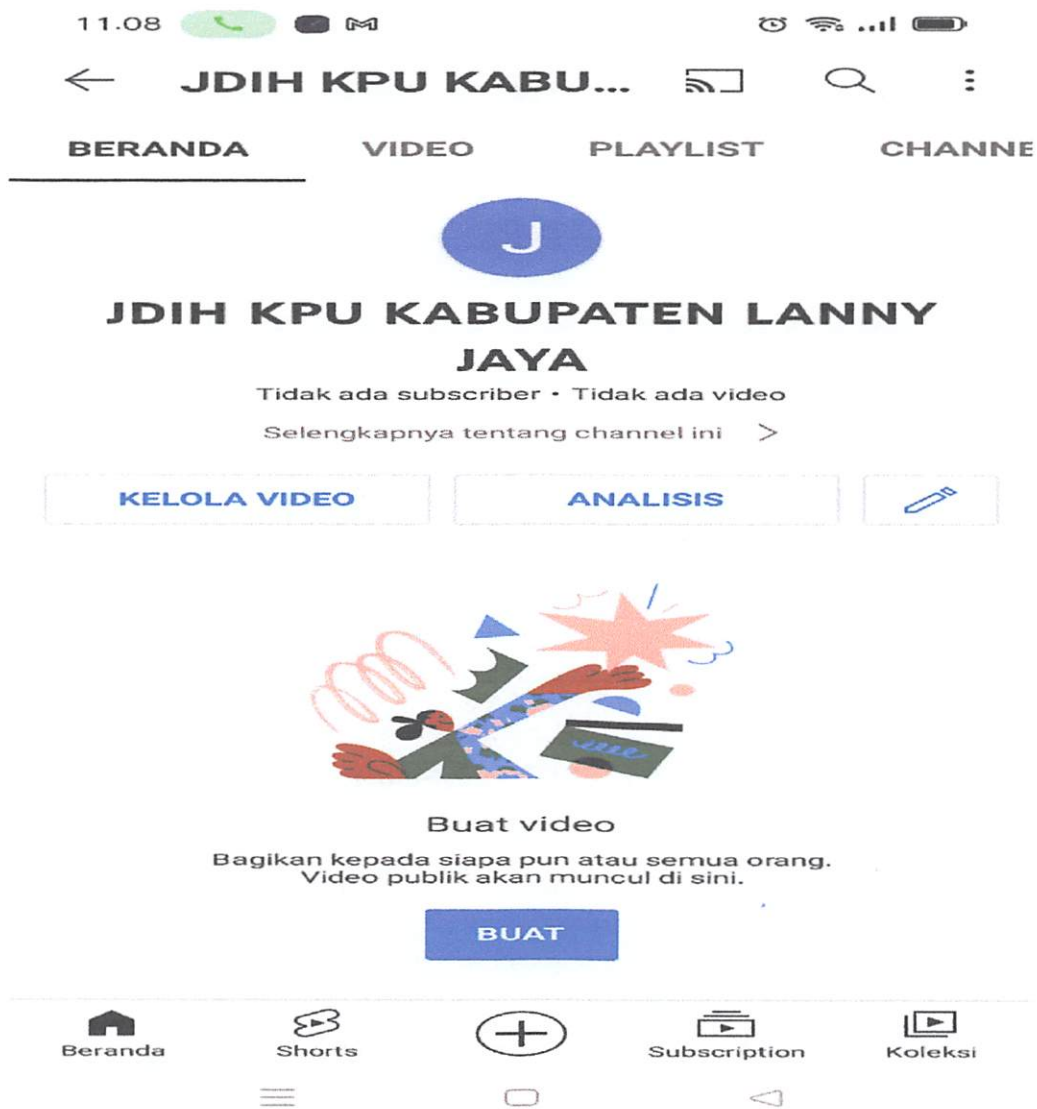 11.08
JDIH KPU KABU...
BERANDA VIDEO PLAYLIST CHANNE
J
JDIH KPU KABUPATEN LANNY
JAYA
Tidak ada subscriber • Tidak ada video
Selengkapnya tentang channel ini >
KELOLA VIDEO ANALISIS
Buat video
Bagikan kepada siapa pun atau semua orang.
Video publik akan muncul di sini.
BUAT
Beranda Shorts Subscription Koleksi